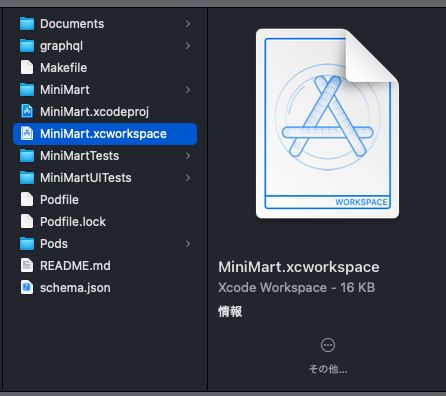 Documents
graphql
Makefile
MiniMart
MiniMart.xcodeproj
MiniMart.xcworkspace
MiniMartTests
MiniMartUITests
Podfile
Podfile.lock
Pods
README.md
schema.json
WORKSPACE
MiniMart.xcworkspace
Xcode Workspace - 16 KB
情報
その他...